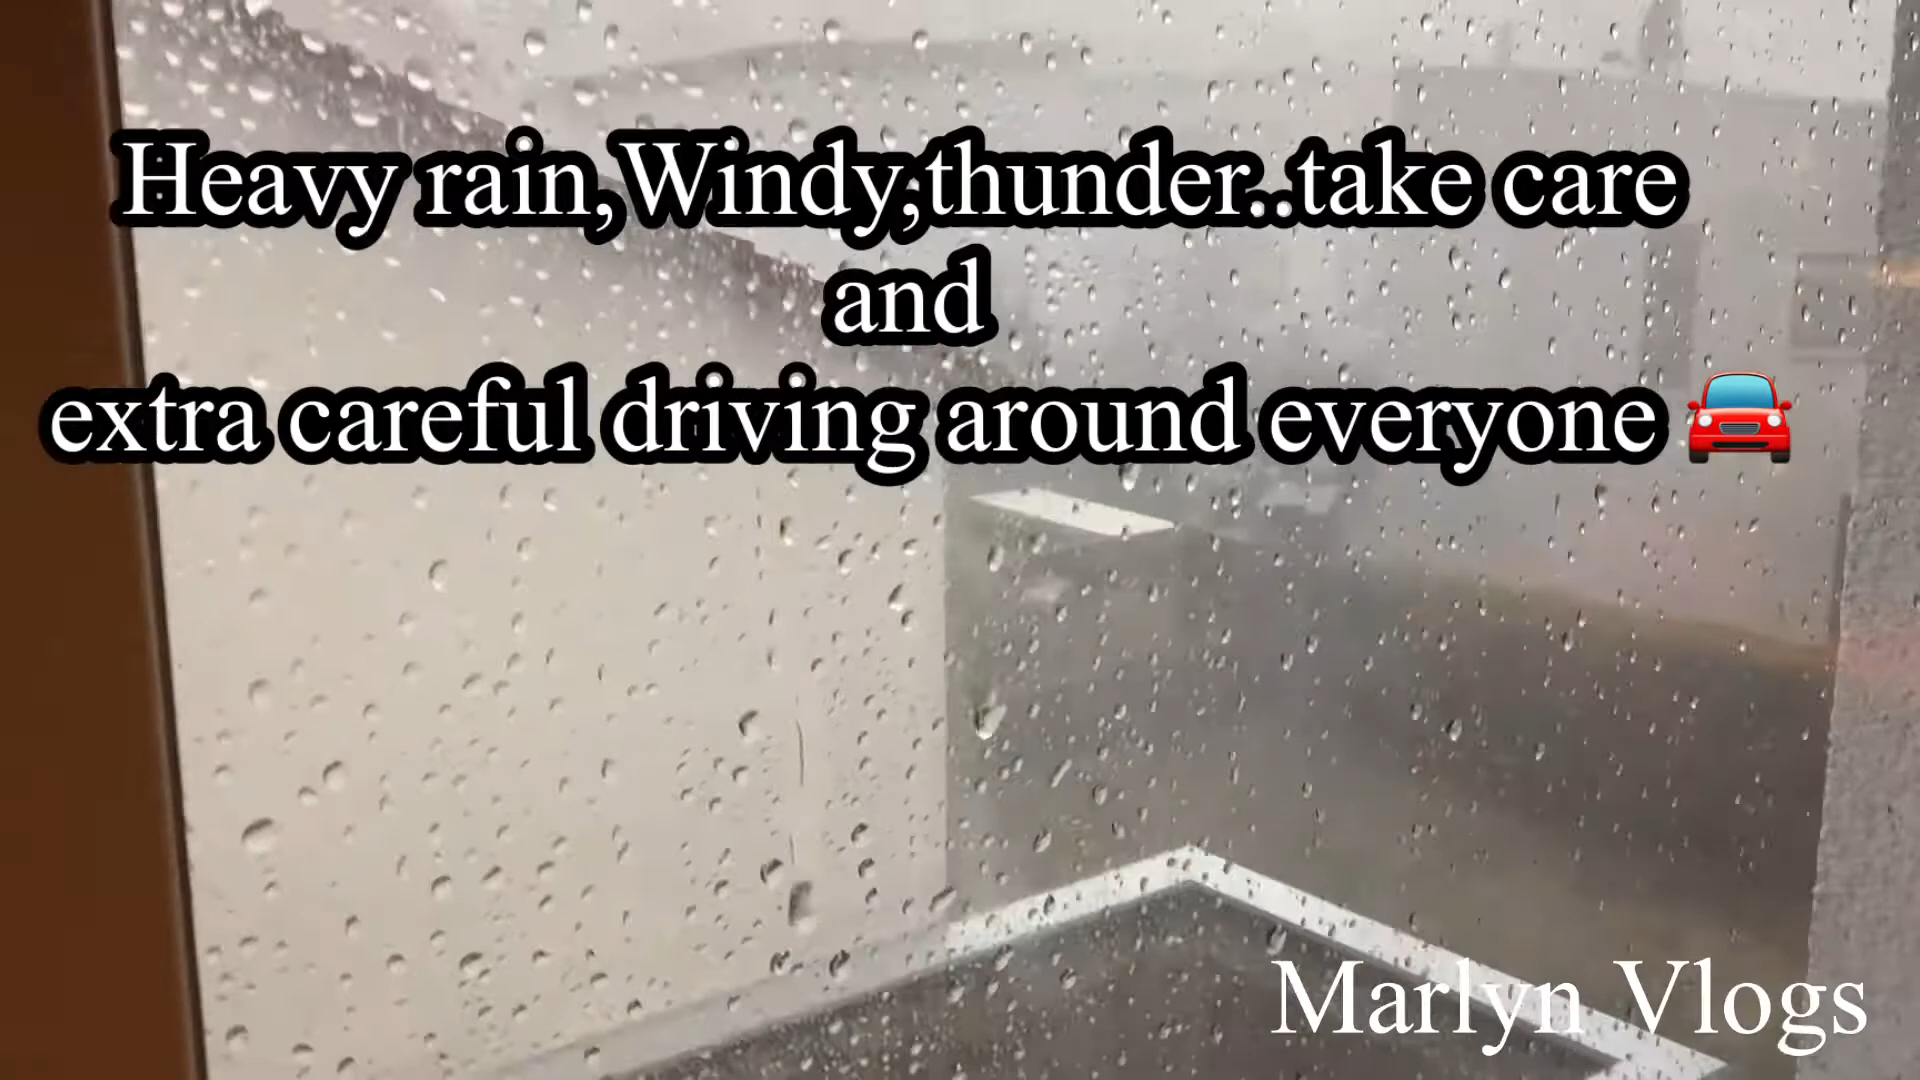 Heavy rain,Windy,thunder..take care
and
extra careful driving around everyone 🚘
Marlyn Vlogs